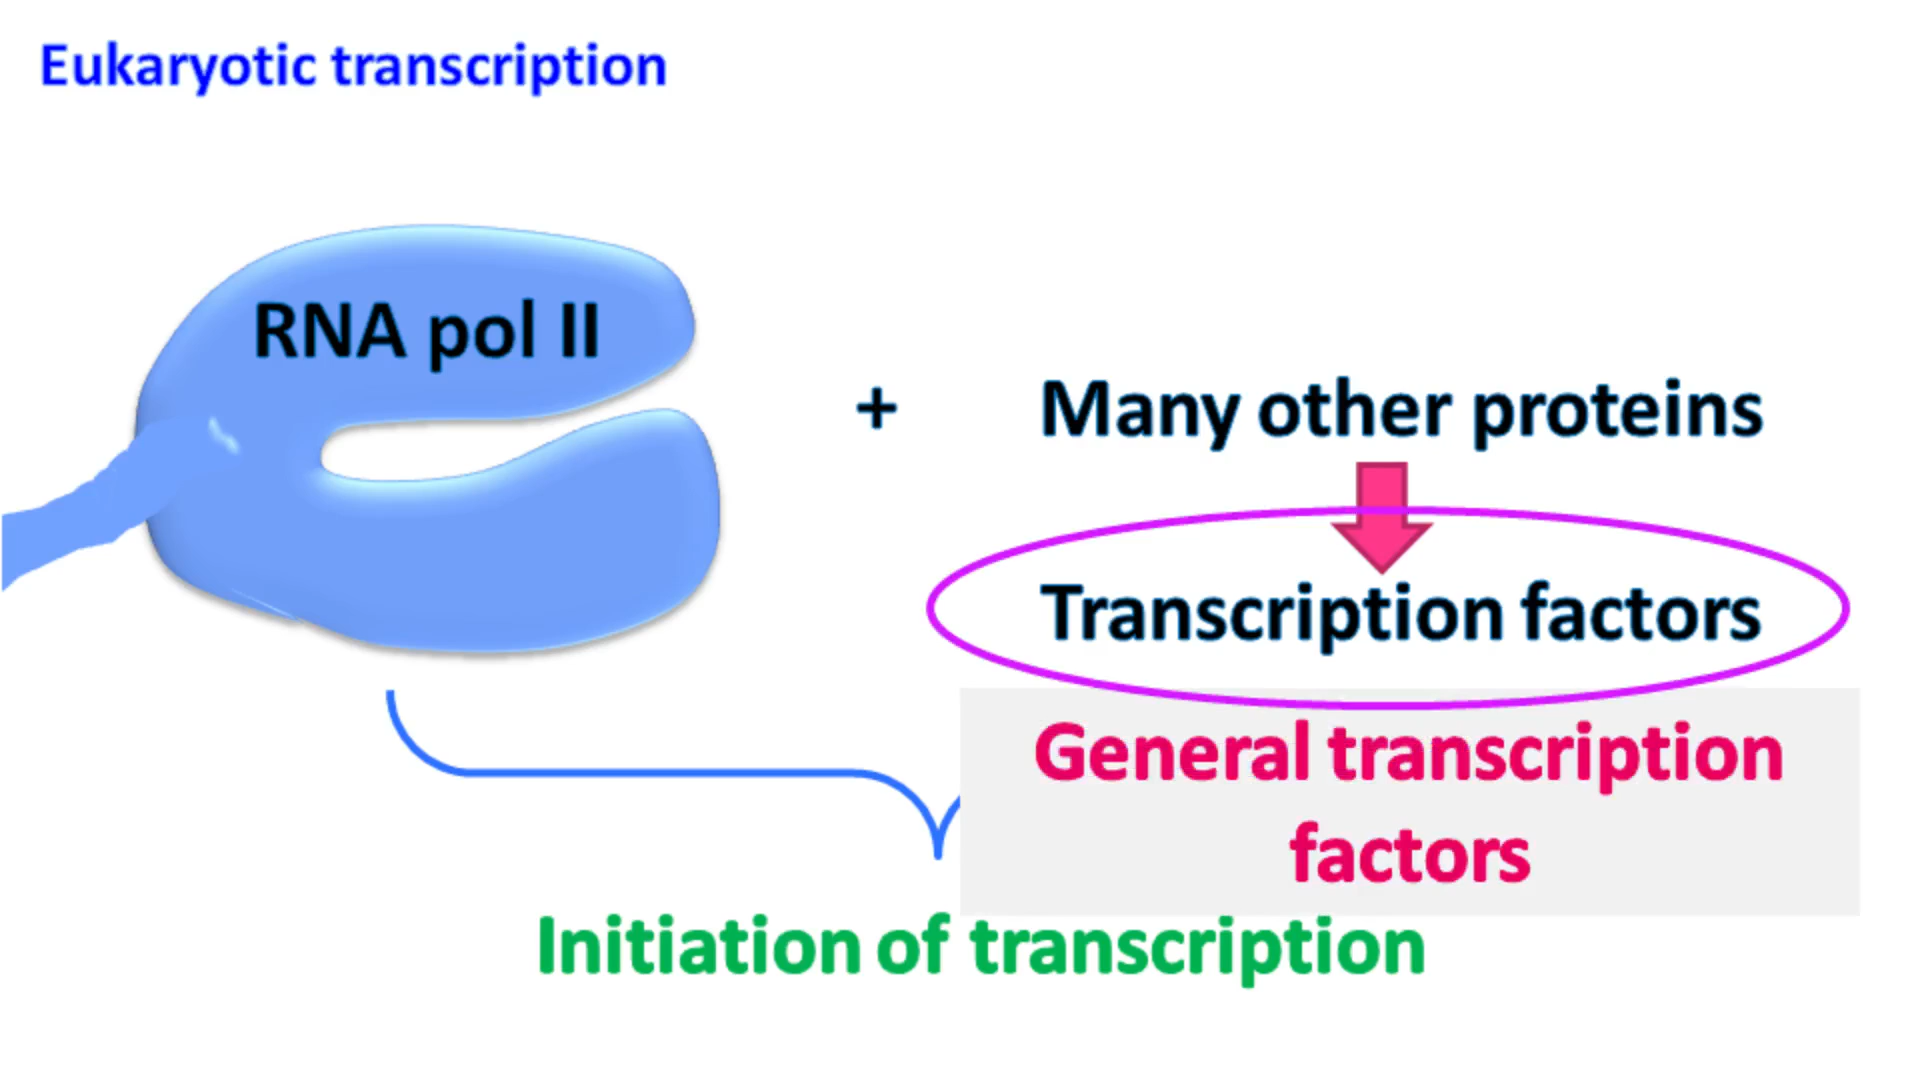 Eukaryotic transcription
RNA pol II
+
Many other proteins
Transcription factors
General transcription
factors
Initiation of transcription